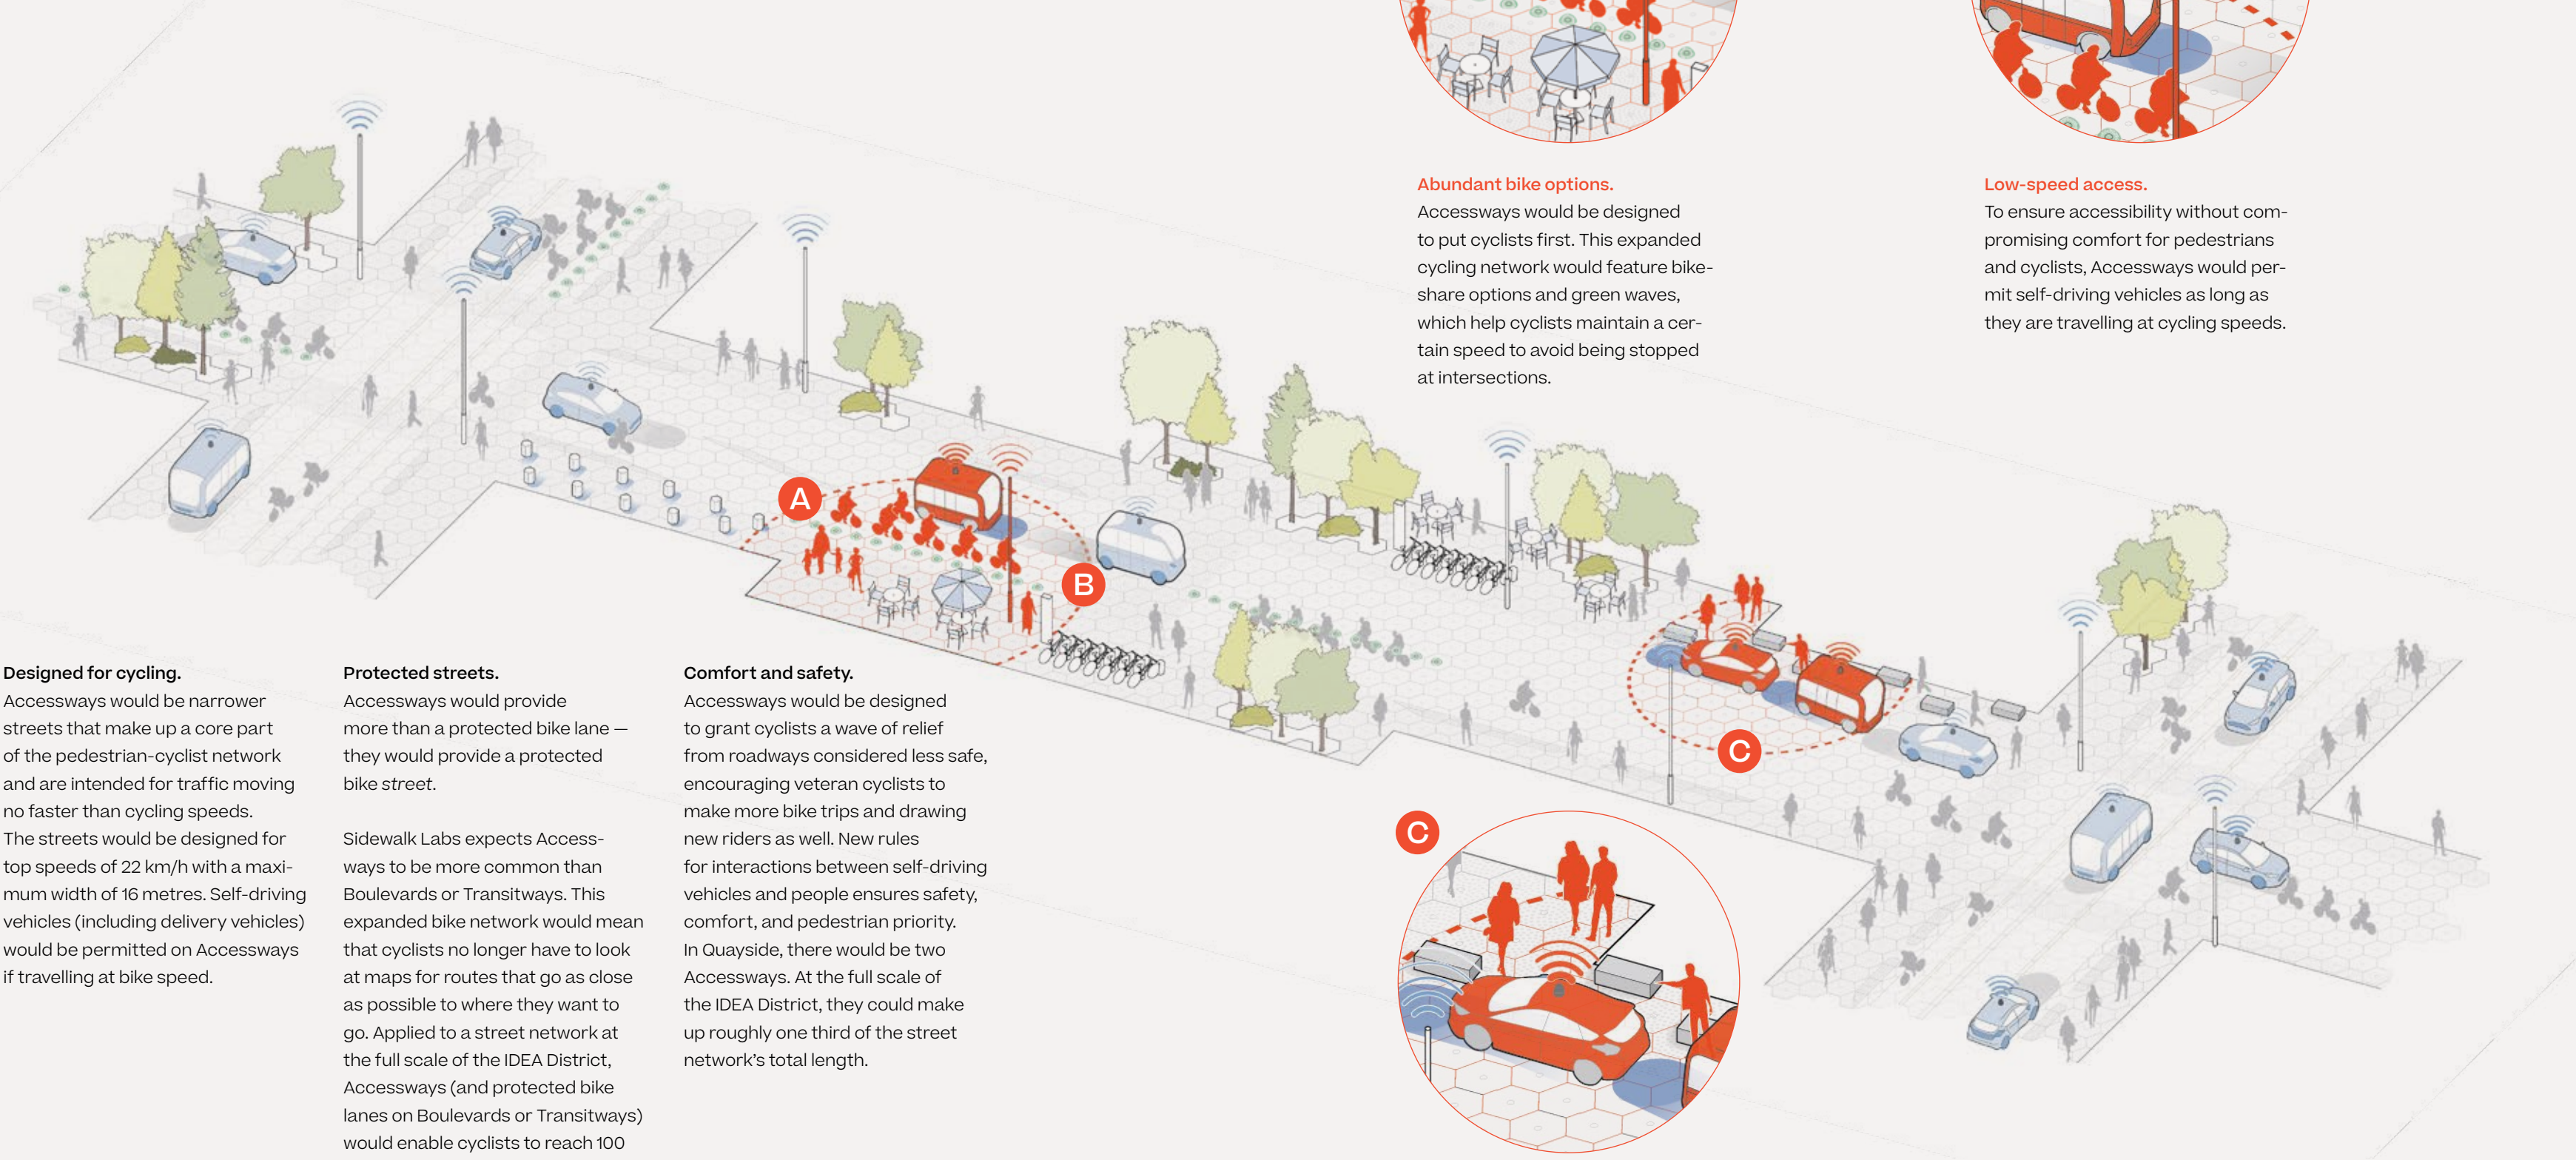 Abundant bike options.
Accessways would be designed
to put cyclists first. This expanded
cycling network would feature bike-
share options and green waves,
which help cyclists maintain a cer-
tain speed to avoid being stopped
at intersections.
Low-speed access.
To ensure accessibility without com-
promising comfort for pedestrians
and cyclists, Accessways would per-
mit self-driving vehicles as long as
they are travelling at cycling speeds.
A
B
C
C
Designed for cycling.
Accessways would be narrower
streets that make up a core part
of the pedestrian-cyclist network
and are intended for traffic moving
no faster than cycling speeds.
The streets would be designed for
top speeds of 22 km/h with a maxi-
mum width of 16 metres. Self-driving
vehicles (including delivery vehicles)
would be permitted on Accessways
if travelling at bike speed.
Protected streets.
Accessways would provide
more than a protected bike lane —
they would provide a protected
bike street.
Sidewalk Labs expects Access-
ways to be more common than
Boulevards or Transitways. This
expanded bike network would mean
that cyclists no longer have to look
at maps for routes that go as close
as possible to where they want to
go. Applied to a street network at
the full scale of the IDEA District,
Accessways (and protected bike
lanes on Boulevards or Transitways)
would enable cyclists to reach 100
Comfort and safety.
Accessways would be designed
to grant cyclists a wave of relief
from roadways considered less safe,
encouraging veteran cyclists to
make more bike trips and drawing
new riders as well. New rules
for interactions between self-driving
vehicles and people ensures safety,
comfort, and pedestrian priority.
In Quayside, there would be two
Accessways. At the full scale of
the IDEA District, they could make
up roughly one third of the street
network's total length.